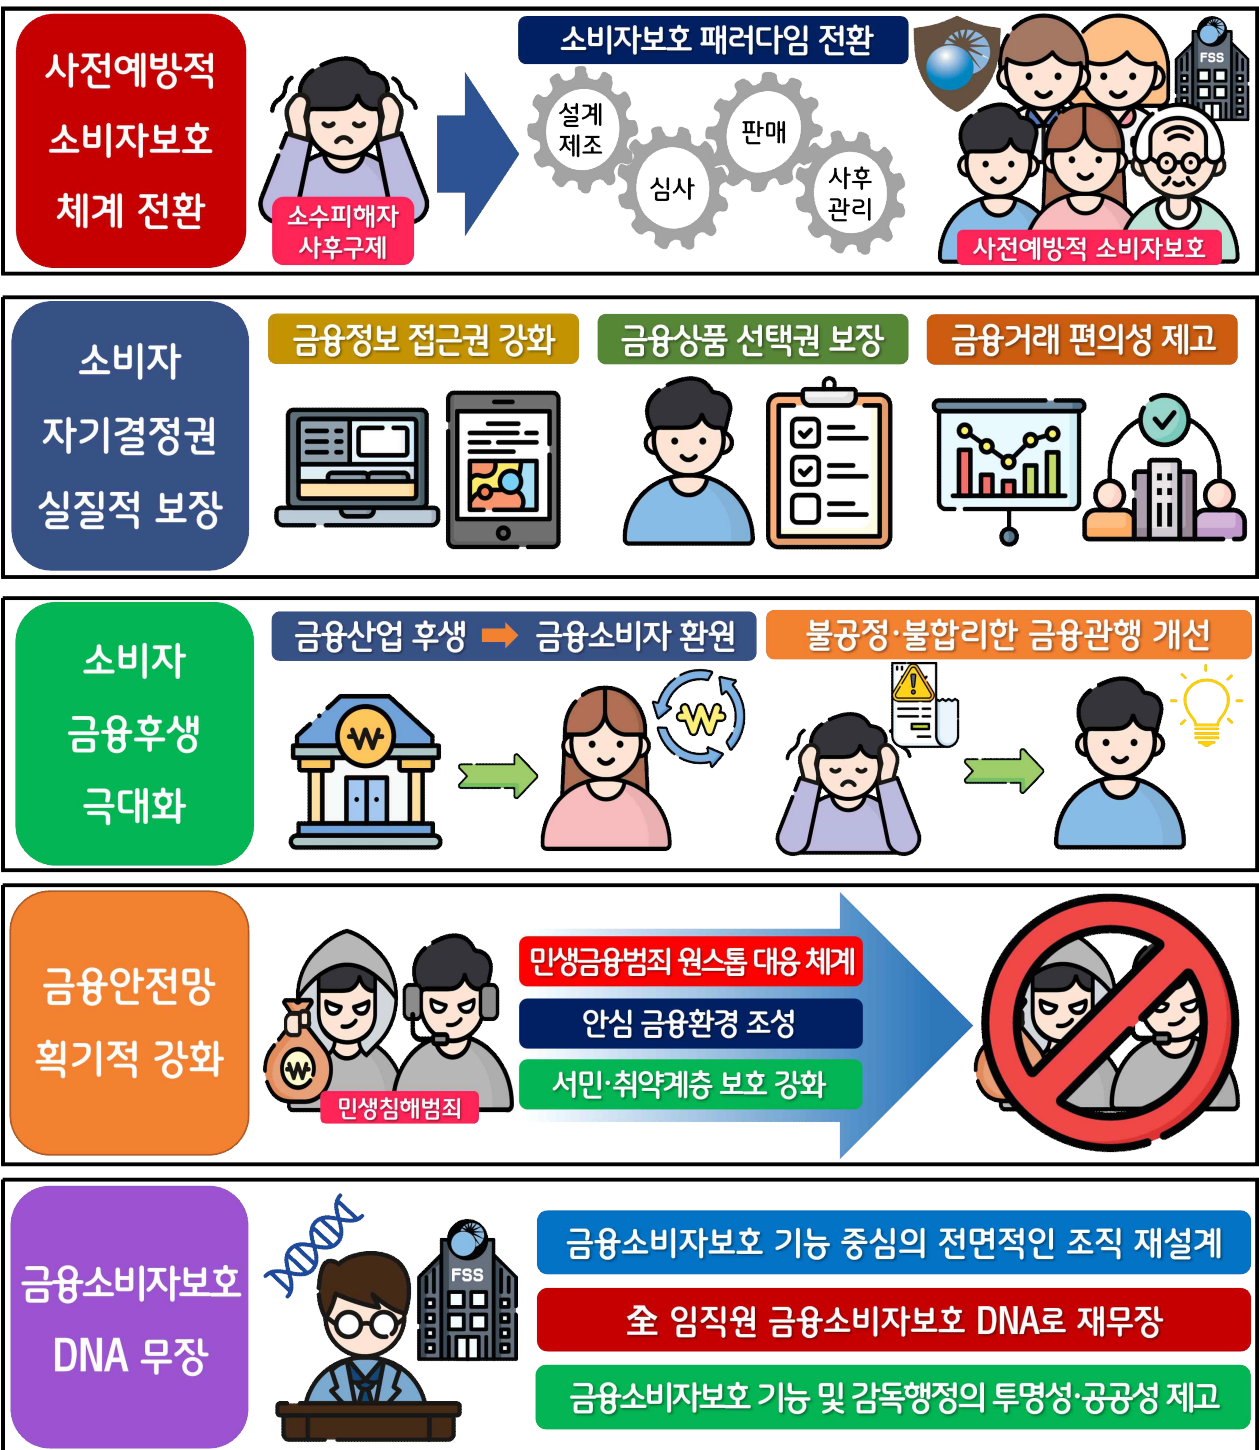 사전예방적
소비자보호
체계 전환
소수피해자
사후구제
소비자보호 패러다임 전환
설계
제조
심사
판매
사후
관리
FSS
사전예방적 소비자보호
소비자
자기결정권
실질적 보장
금융정보 접근권 강화
금융상품 선택권 보장
금융거래 편의성 제고
소비자
금융후생
극대화
금융산업 후생 금융소비자 환원
불공정·불합리한 금융관행 개선
금융안전망
획기적 강화
민생침해범죄
민생금융범죄 원스톱 대응 체계
안심 금융환경 조성
서민·취약계층 보호 강화
금융소비자보호
DNA 무장
FSS
금융소비자보호 기능 중심의 전면적인 조직 재설계
全 임직원 금융소비자보호 DNA로 재무장
금융소비자보호 기능 및 감독행정의 투명성·공공성 제고